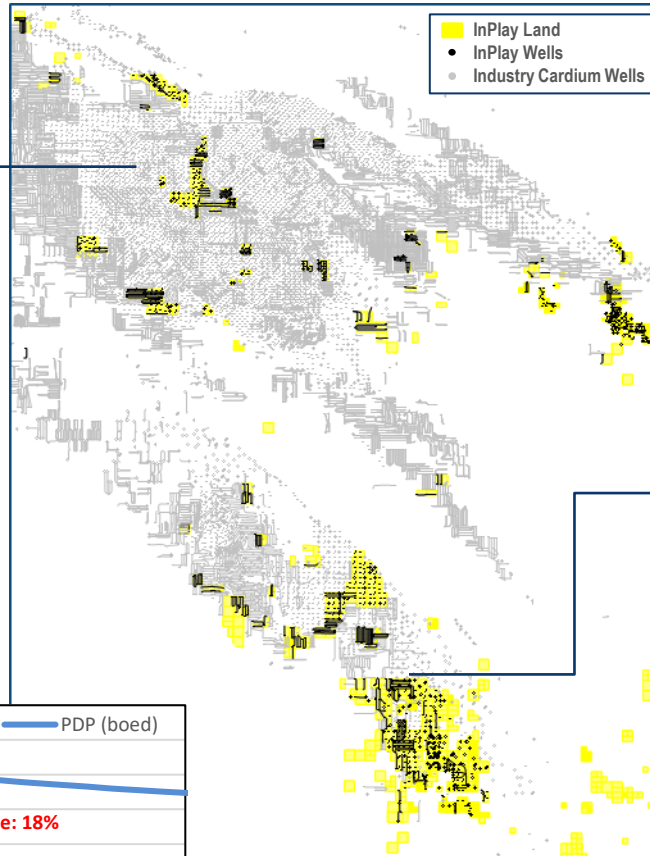 InPlay Land
InPlay Wells
Industry Cardium Wells
PDP (boed)
e: 18%